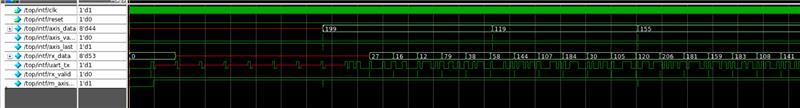 /top/intf/clk 1'd1
/top/intf/reset 1'd0
/top/intf/axis_data 8'd44 199 119 155
/top/intf/axis_va... 1'd0
/top/intf/axis_last 1'd1
/top/intf/rx_data 8'd53 0 27 16 12 79 38 58 104 107 184 30 105 120 206 181 183 108 141
/top/intf/uart_tx 1'd1
/top/intf/rx_valid 1'd0
/top/intf/m_axis... 1'd1